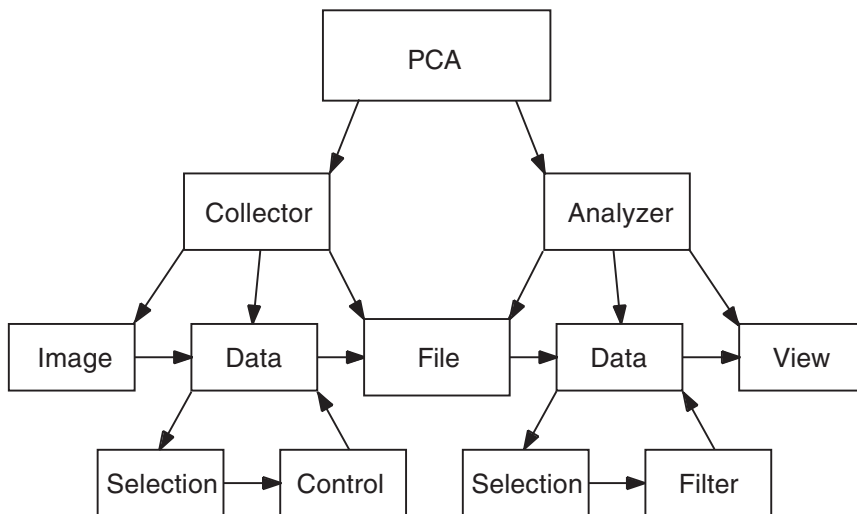 PCA
Collector
Analyzer
Image
Data
File
Data
View
Selection
Control
Selection
Filter